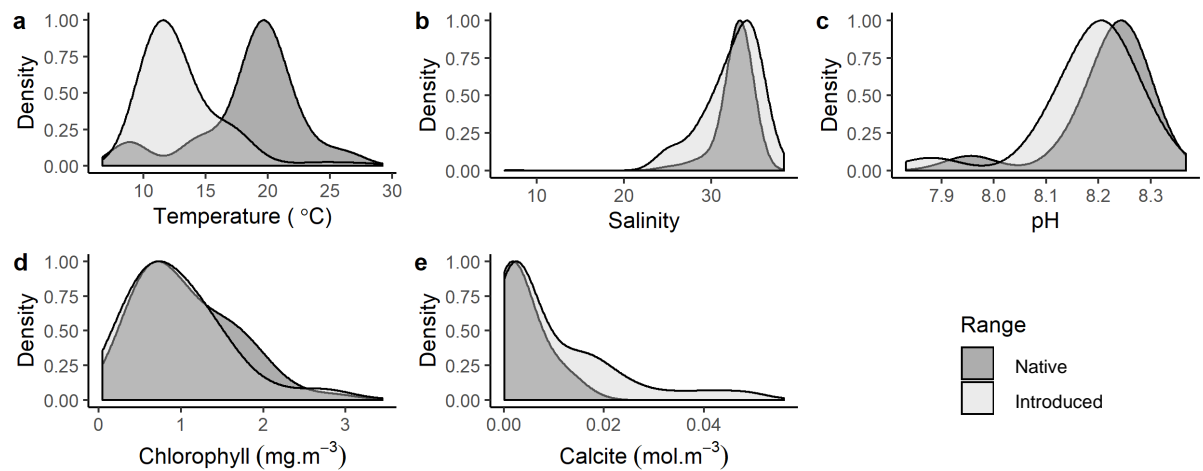 a
Density
1.00
0.75
0.50
0.25
0.00
10
15
20
25
30
Temperature ( °C)
b
Density
1.00
0.75
0.50
0.25
0.00
10
20
30
Salinity
c
Density
1.00
0.75
0.50
0.25
0.00
7.9
8.0
8.1
8.2
8.3
pH
d
Density
1.00
0.75
0.50
0.25
0.00
0
1
2
3
Chlorophyll (mg.m⁻³)
e
Density
1.00
0.75
0.50
0.25
0.00
0.00
0.02
0.04
Calcite (mol.m⁻³)
Range
Native
Introduced